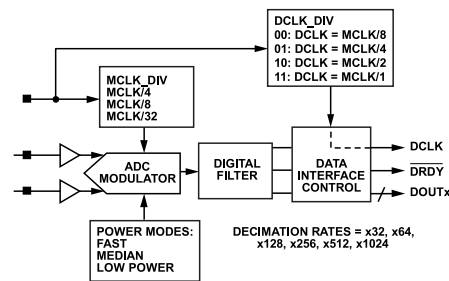 DCLK_DIV
00: DCLK = MCLK/8
01: DCLK = MCLK/4
10: DCLK = MCLK/2
11: DCLK = MCLK/1
MCLK_DIV
MCLK/4
MCLK/8
MCLK/32
ADC
MODULATOR
DIGITAL
FILTER
DATA
INTERFACE
CONTROL
DCLK
DRDY
DOUTx
POWER MODES:
FAST
MEDIAN
LOW POWER
DECIMATION RATES = x32, x64,
x128, x256, x512, x1024